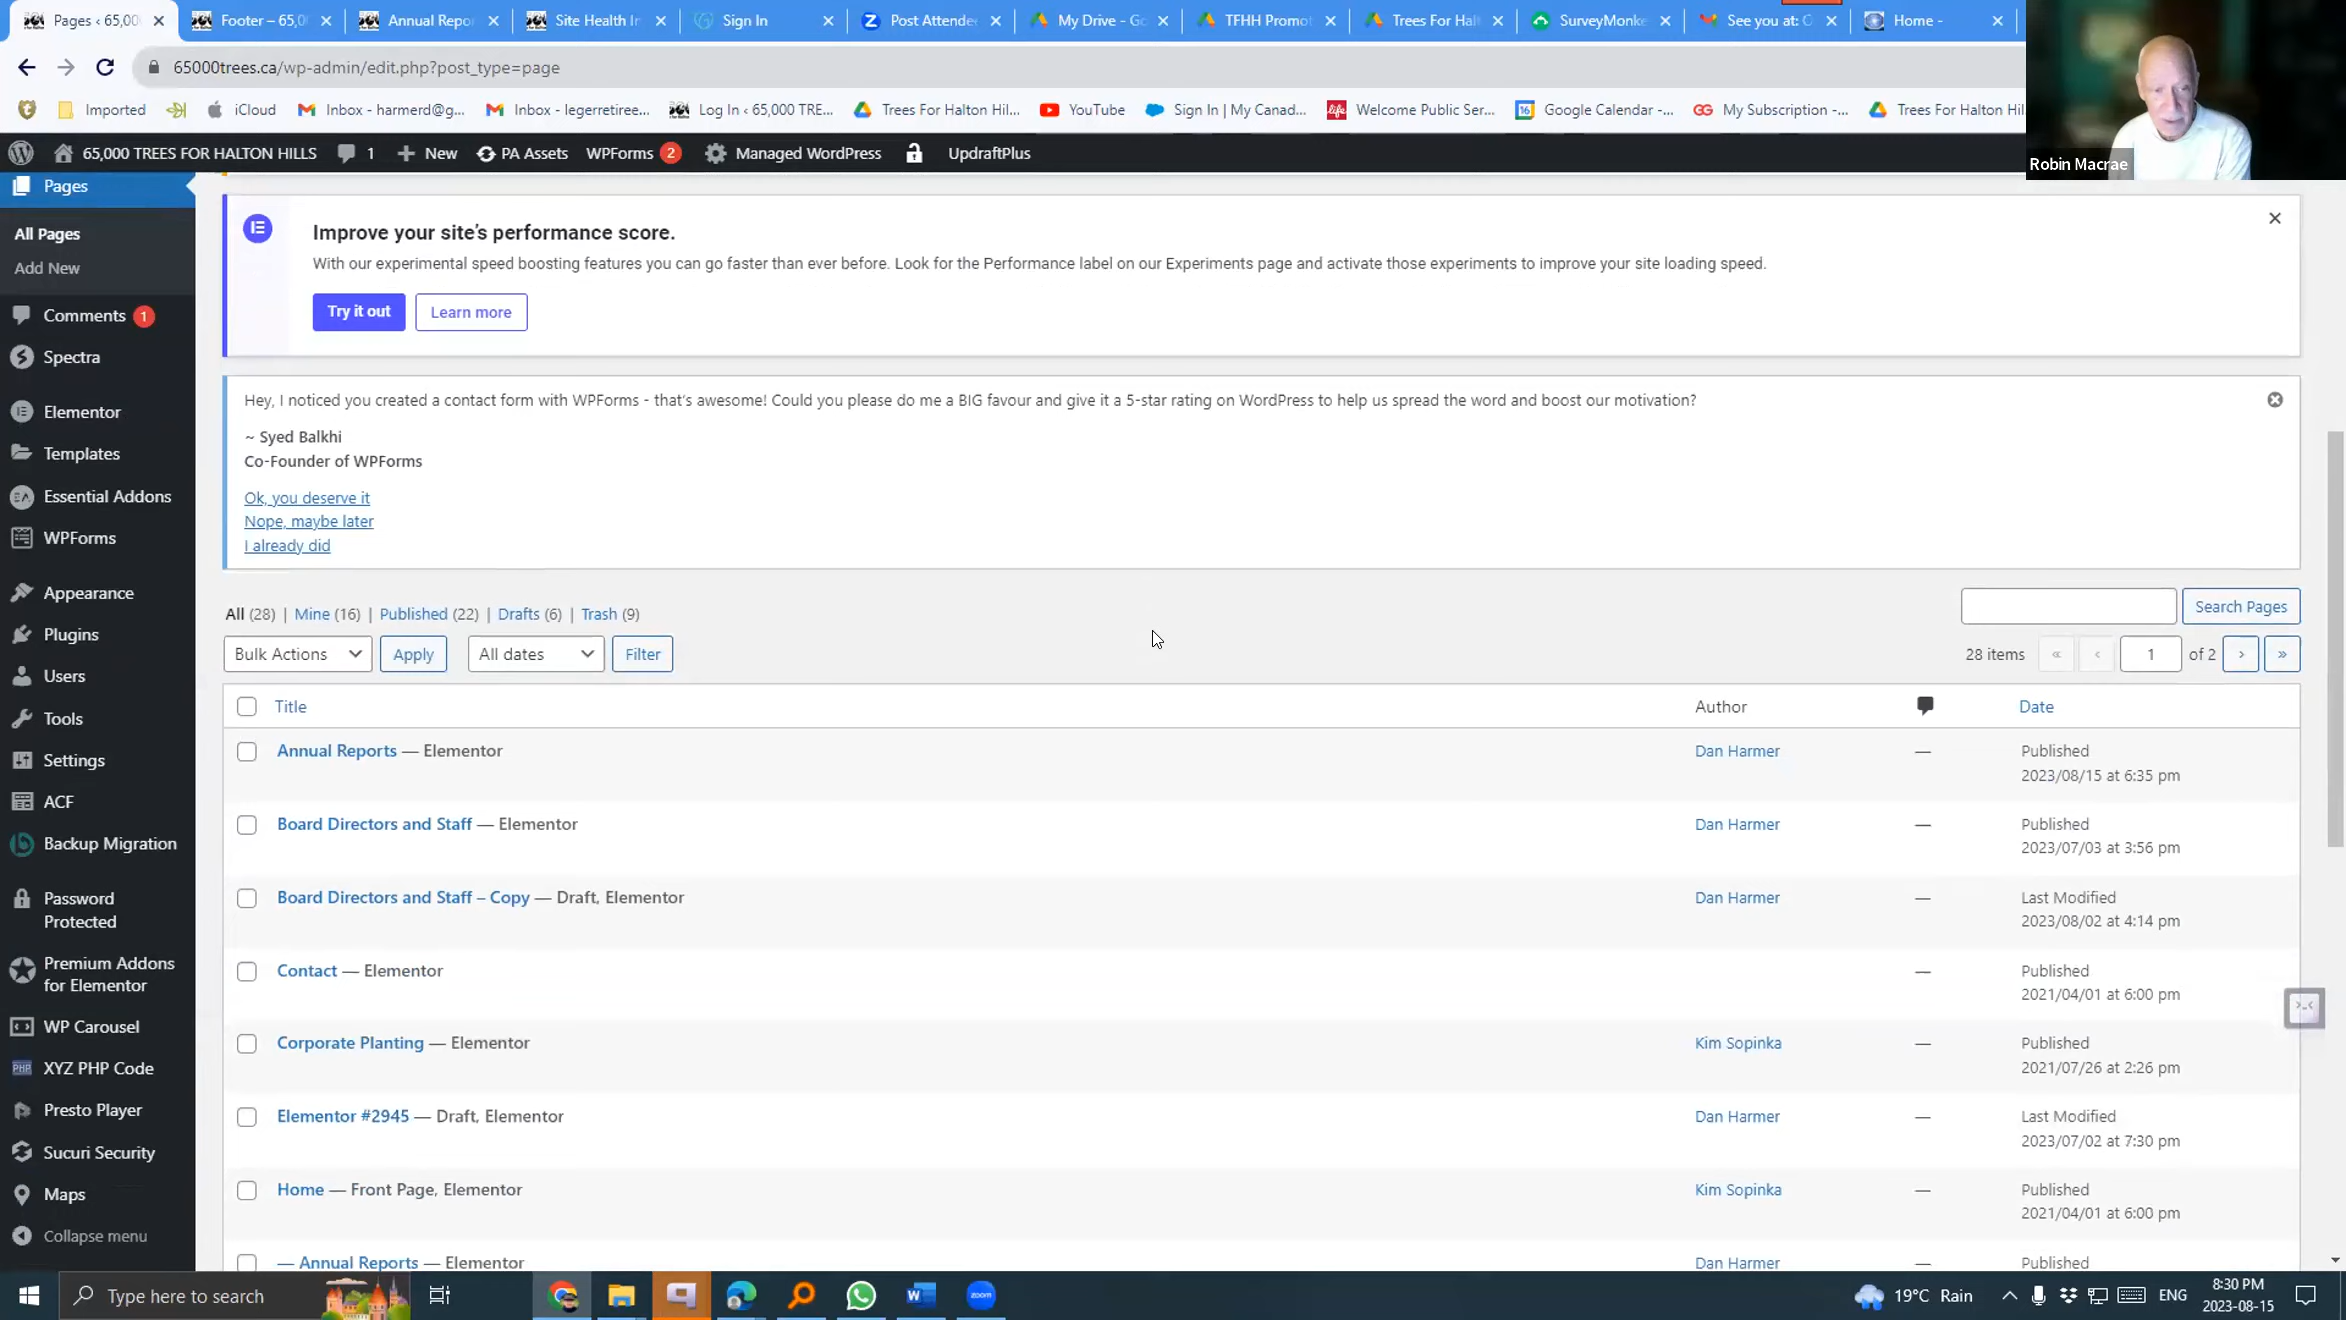 Pages ‹ 65,00
Footer – 65,0
Annual Repor
Site Health In
Sign In
Post Attende
My Drive - Go
TFHH Promot
Trees For Halt
SurveyMonke
See you at: O
Home -
65000trees.ca/wp-admin/edit.php?post_type=page
Imported
iCloud
Inbox - harmerd@g...
Inbox - legerretiree...
Log In ‹ 65,000 TRE...
Trees For Halton Hil...
YouTube
Sign In | My Canad...
Welcome Public Ser...
Google Calendar -...
My Subscription -...
Trees For Halton Hil
Robin Macrae
65,000 TREES FOR HALTON HILLS
1
New
PA Assets
WPForms 2
Managed WordPress
UpdraftPlus
Pages
All Pages
Add New
Comments 1
Spectra
Elementor
Templates
Essential Addons
WPForms
Appearance
Plugins
Users
Tools
Settings
ACF
Backup Migration
Password
Protected
Premium Addons
for Elementor
WP Carousel
XYZ PHP Code
Presto Player
Sucuri Security
Maps
Collapse menu
Improve your site's performance score.
With our experimental speed boosting features you can go faster than ever before. Look for the Performance label on our Experiments page and activate those experiments to improve your site loading speed.
Try it out
Learn more
Hey, I noticed you created a contact form with WPForms - that's awesome! Could you please do me a BIG favour and give it a 5-star rating on WordPress to help us spread the word and boost our motivation?
~ Syed Balkhi
Co-Founder of WPForms
Ok, you deserve it
Nope, maybe later
I already did
All (28) | Mine (16) | Published (22) | Drafts (6) | Trash (9)
Search Pages
Bulk Actions
Apply
All dates
Filter
28 items « ‹ 1 of 2 › »
Title Author Date
Annual Reports — Elementor Dan Harmer — Published
2023/08/15 at 6:35 pm
Board Directors and Staff — Elementor Dan Harmer — Published
2023/07/03 at 3:56 pm
Board Directors and Staff – Copy — Draft, Elementor Dan Harmer — Last Modified
2023/08/02 at 4:14 pm
Contact — Elementor — Published
2021/04/01 at 6:00 pm
Corporate Planting — Elementor Kim Sopinka — Published
2021/07/26 at 2:26 pm
Elementor #2945 — Draft, Elementor Dan Harmer — Last Modified
2023/07/02 at 7:30 pm
Home — Front Page, Elementor Kim Sopinka — Published
2021/04/01 at 6:00 pm
— Annual Reports — Elementor Dan Harmer — Published
Type here to search
zoom
19°C Rain
ENG
8:30 PM
2023-08-15